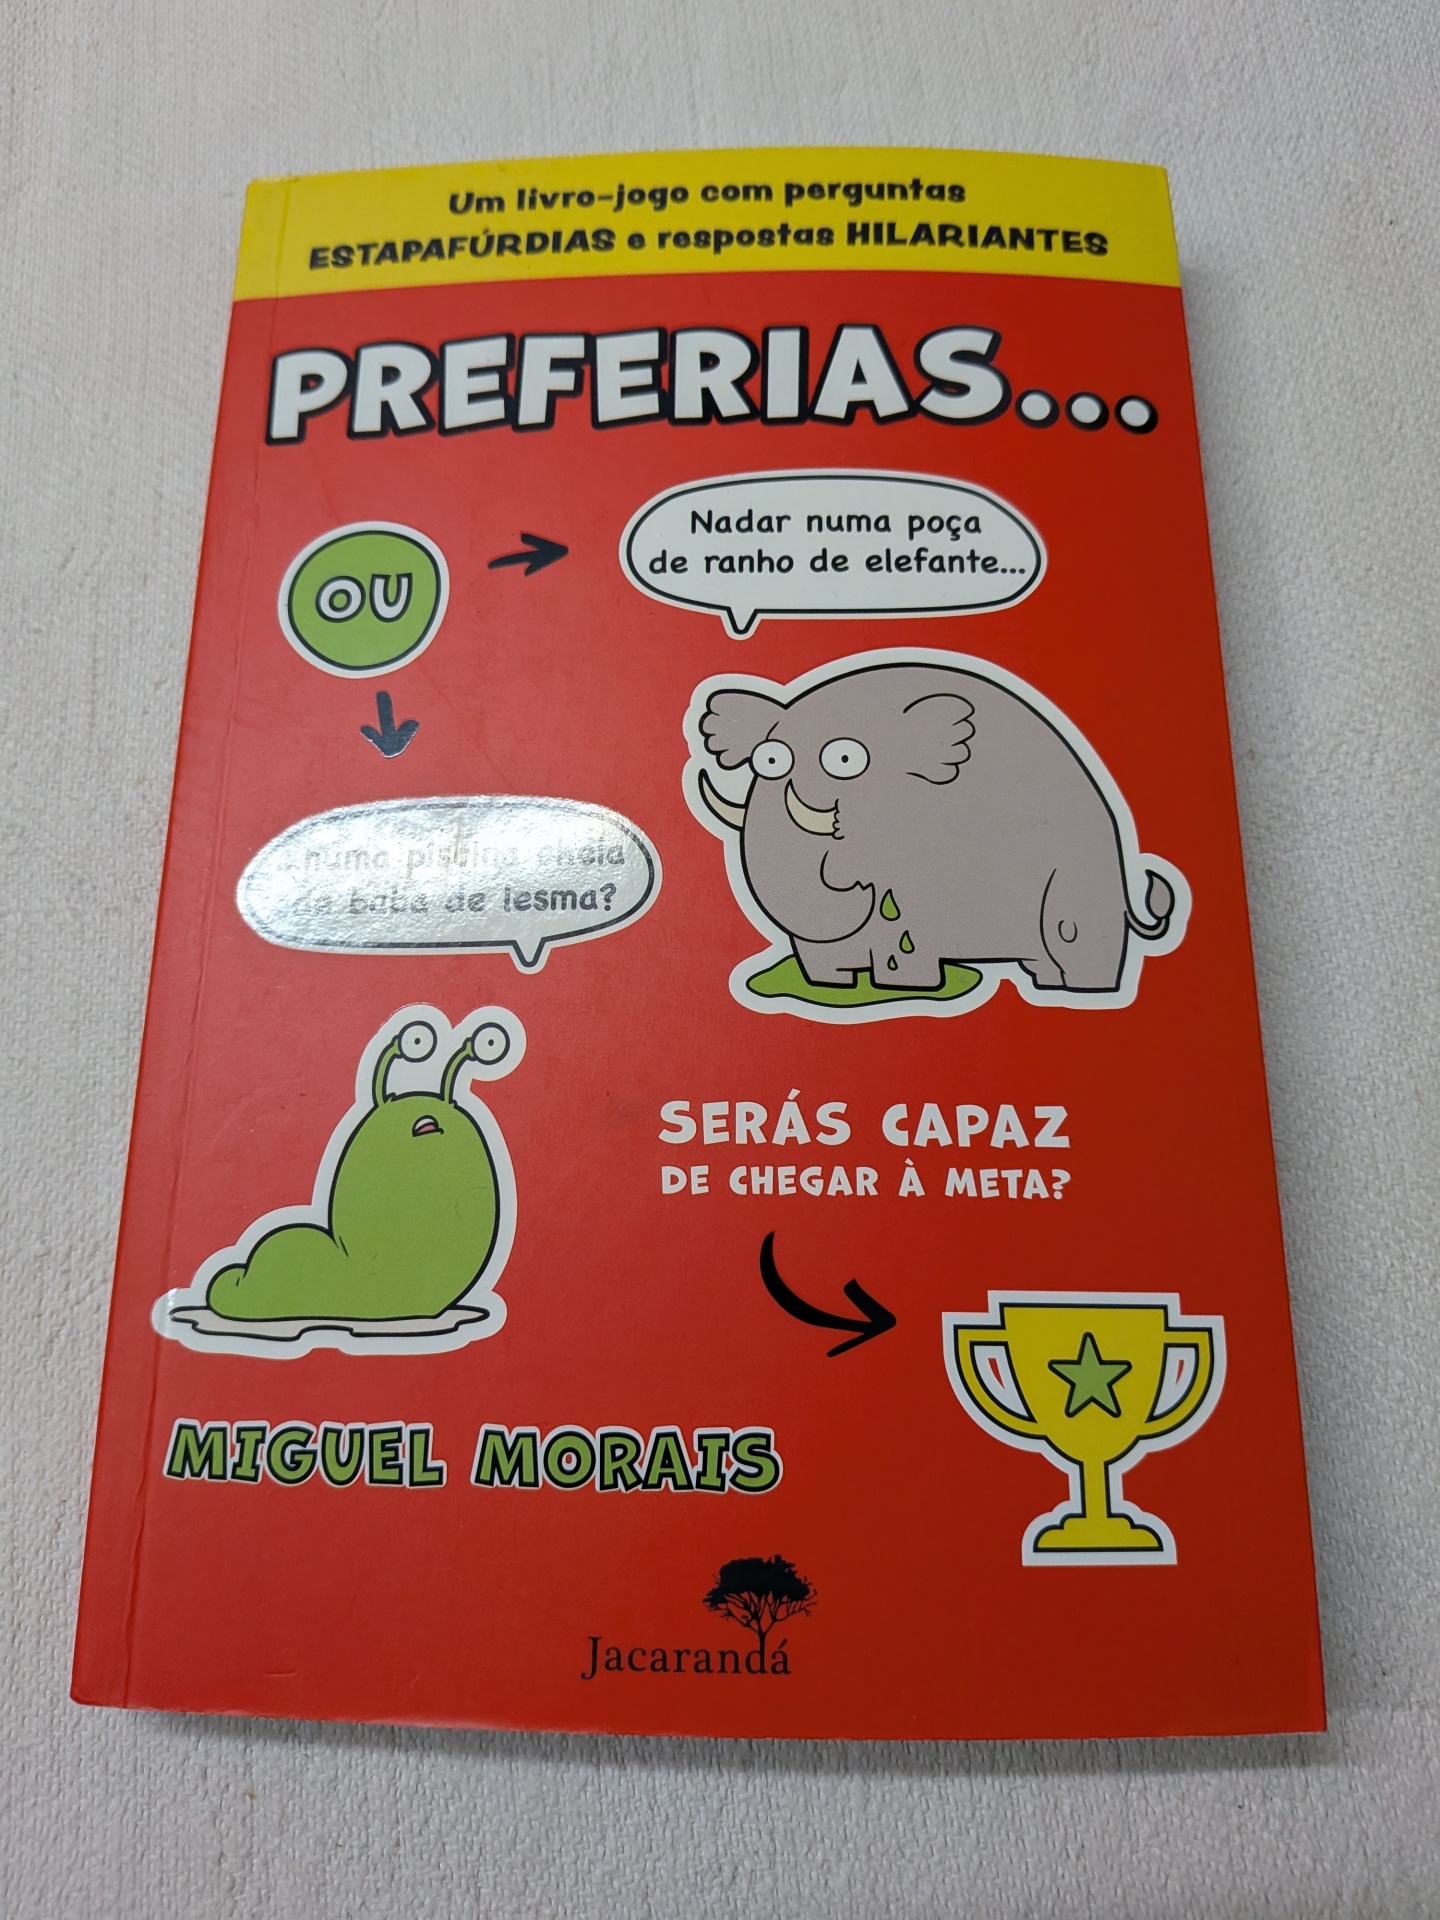 Um livro-jogo com perguntas
ESTAPAFÚRDIAS e respostas HILARIANTES
PREFERIAS...
OU
Nadar numa poça
de ranho de elefante...
...numa piscina cheia
de baba de lesma?
SERÁS CAPAZ
DE CHEGAR À META?
MIGUEL MORAIS
Jacarandá